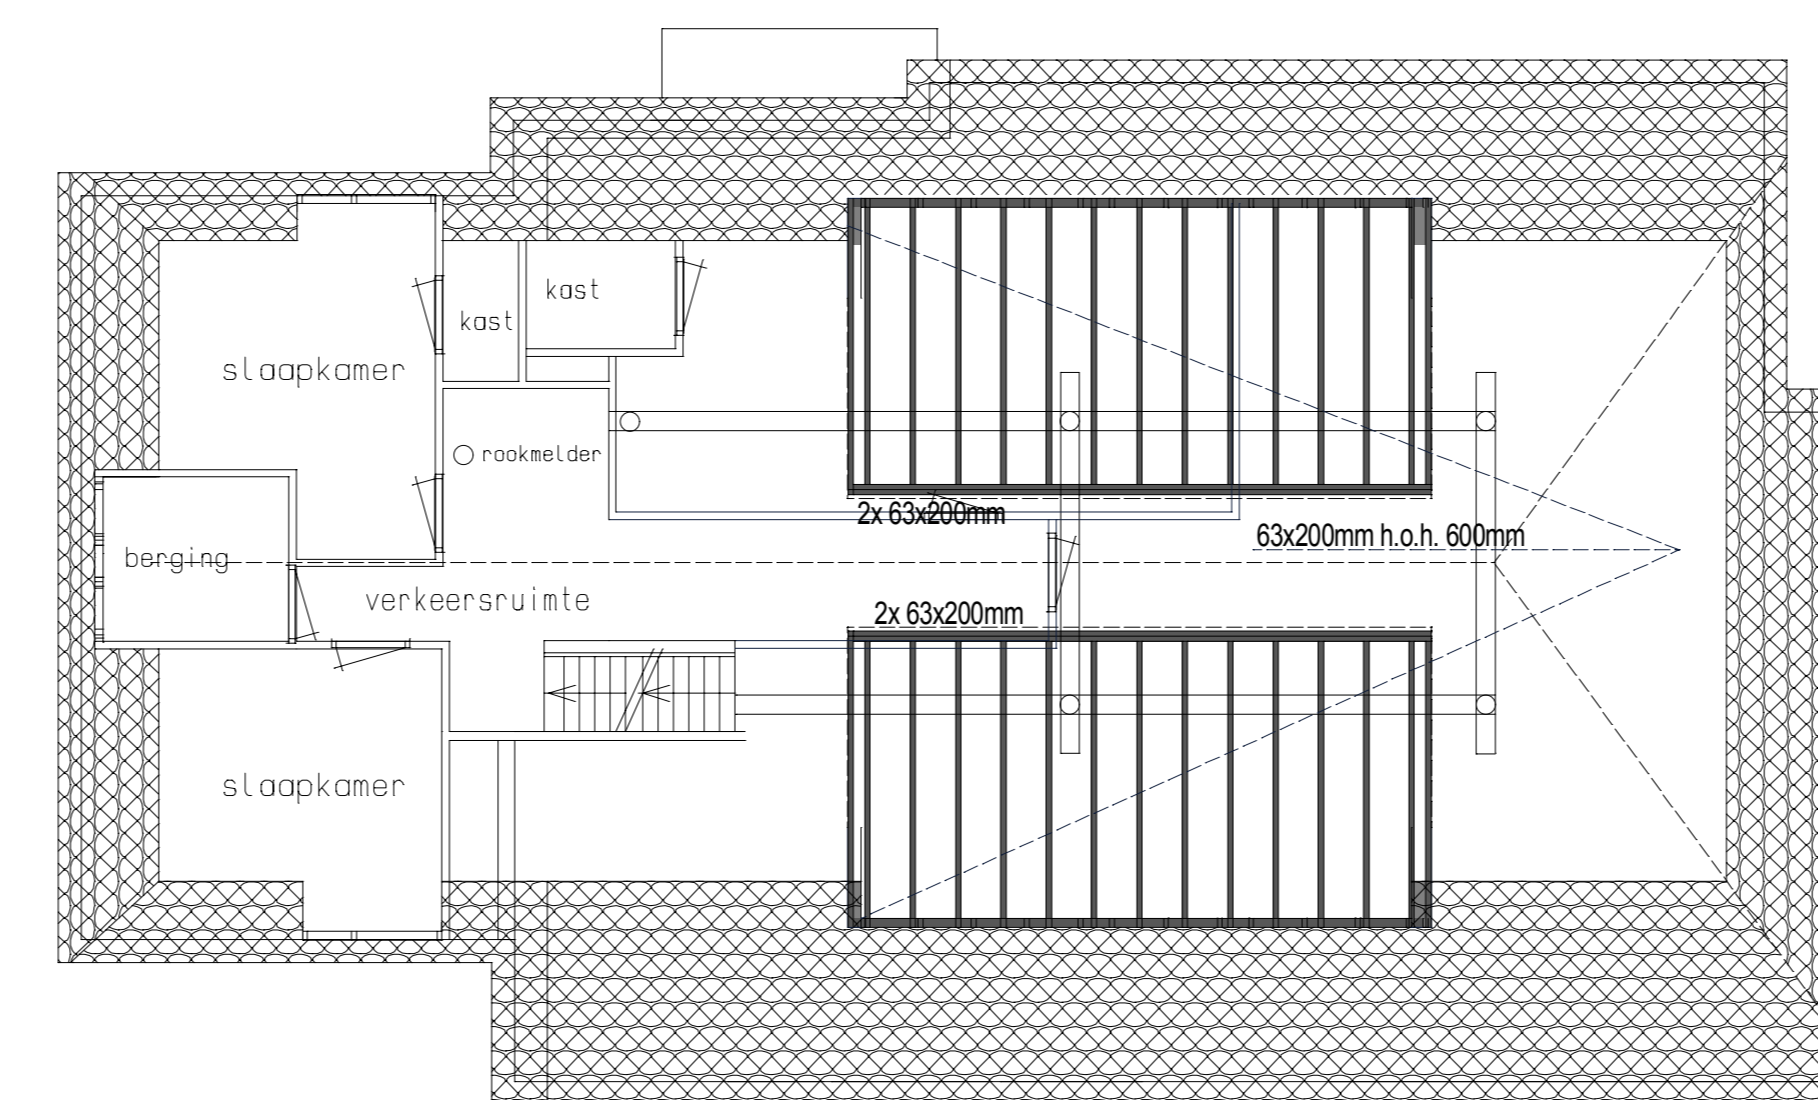 kast
kast
slaapkamer
rookmelder
2x 63x200mm
63x200mm h.o.h. 600mm
berging
verkeersruimte
2x 63x200mm
slaapkamer